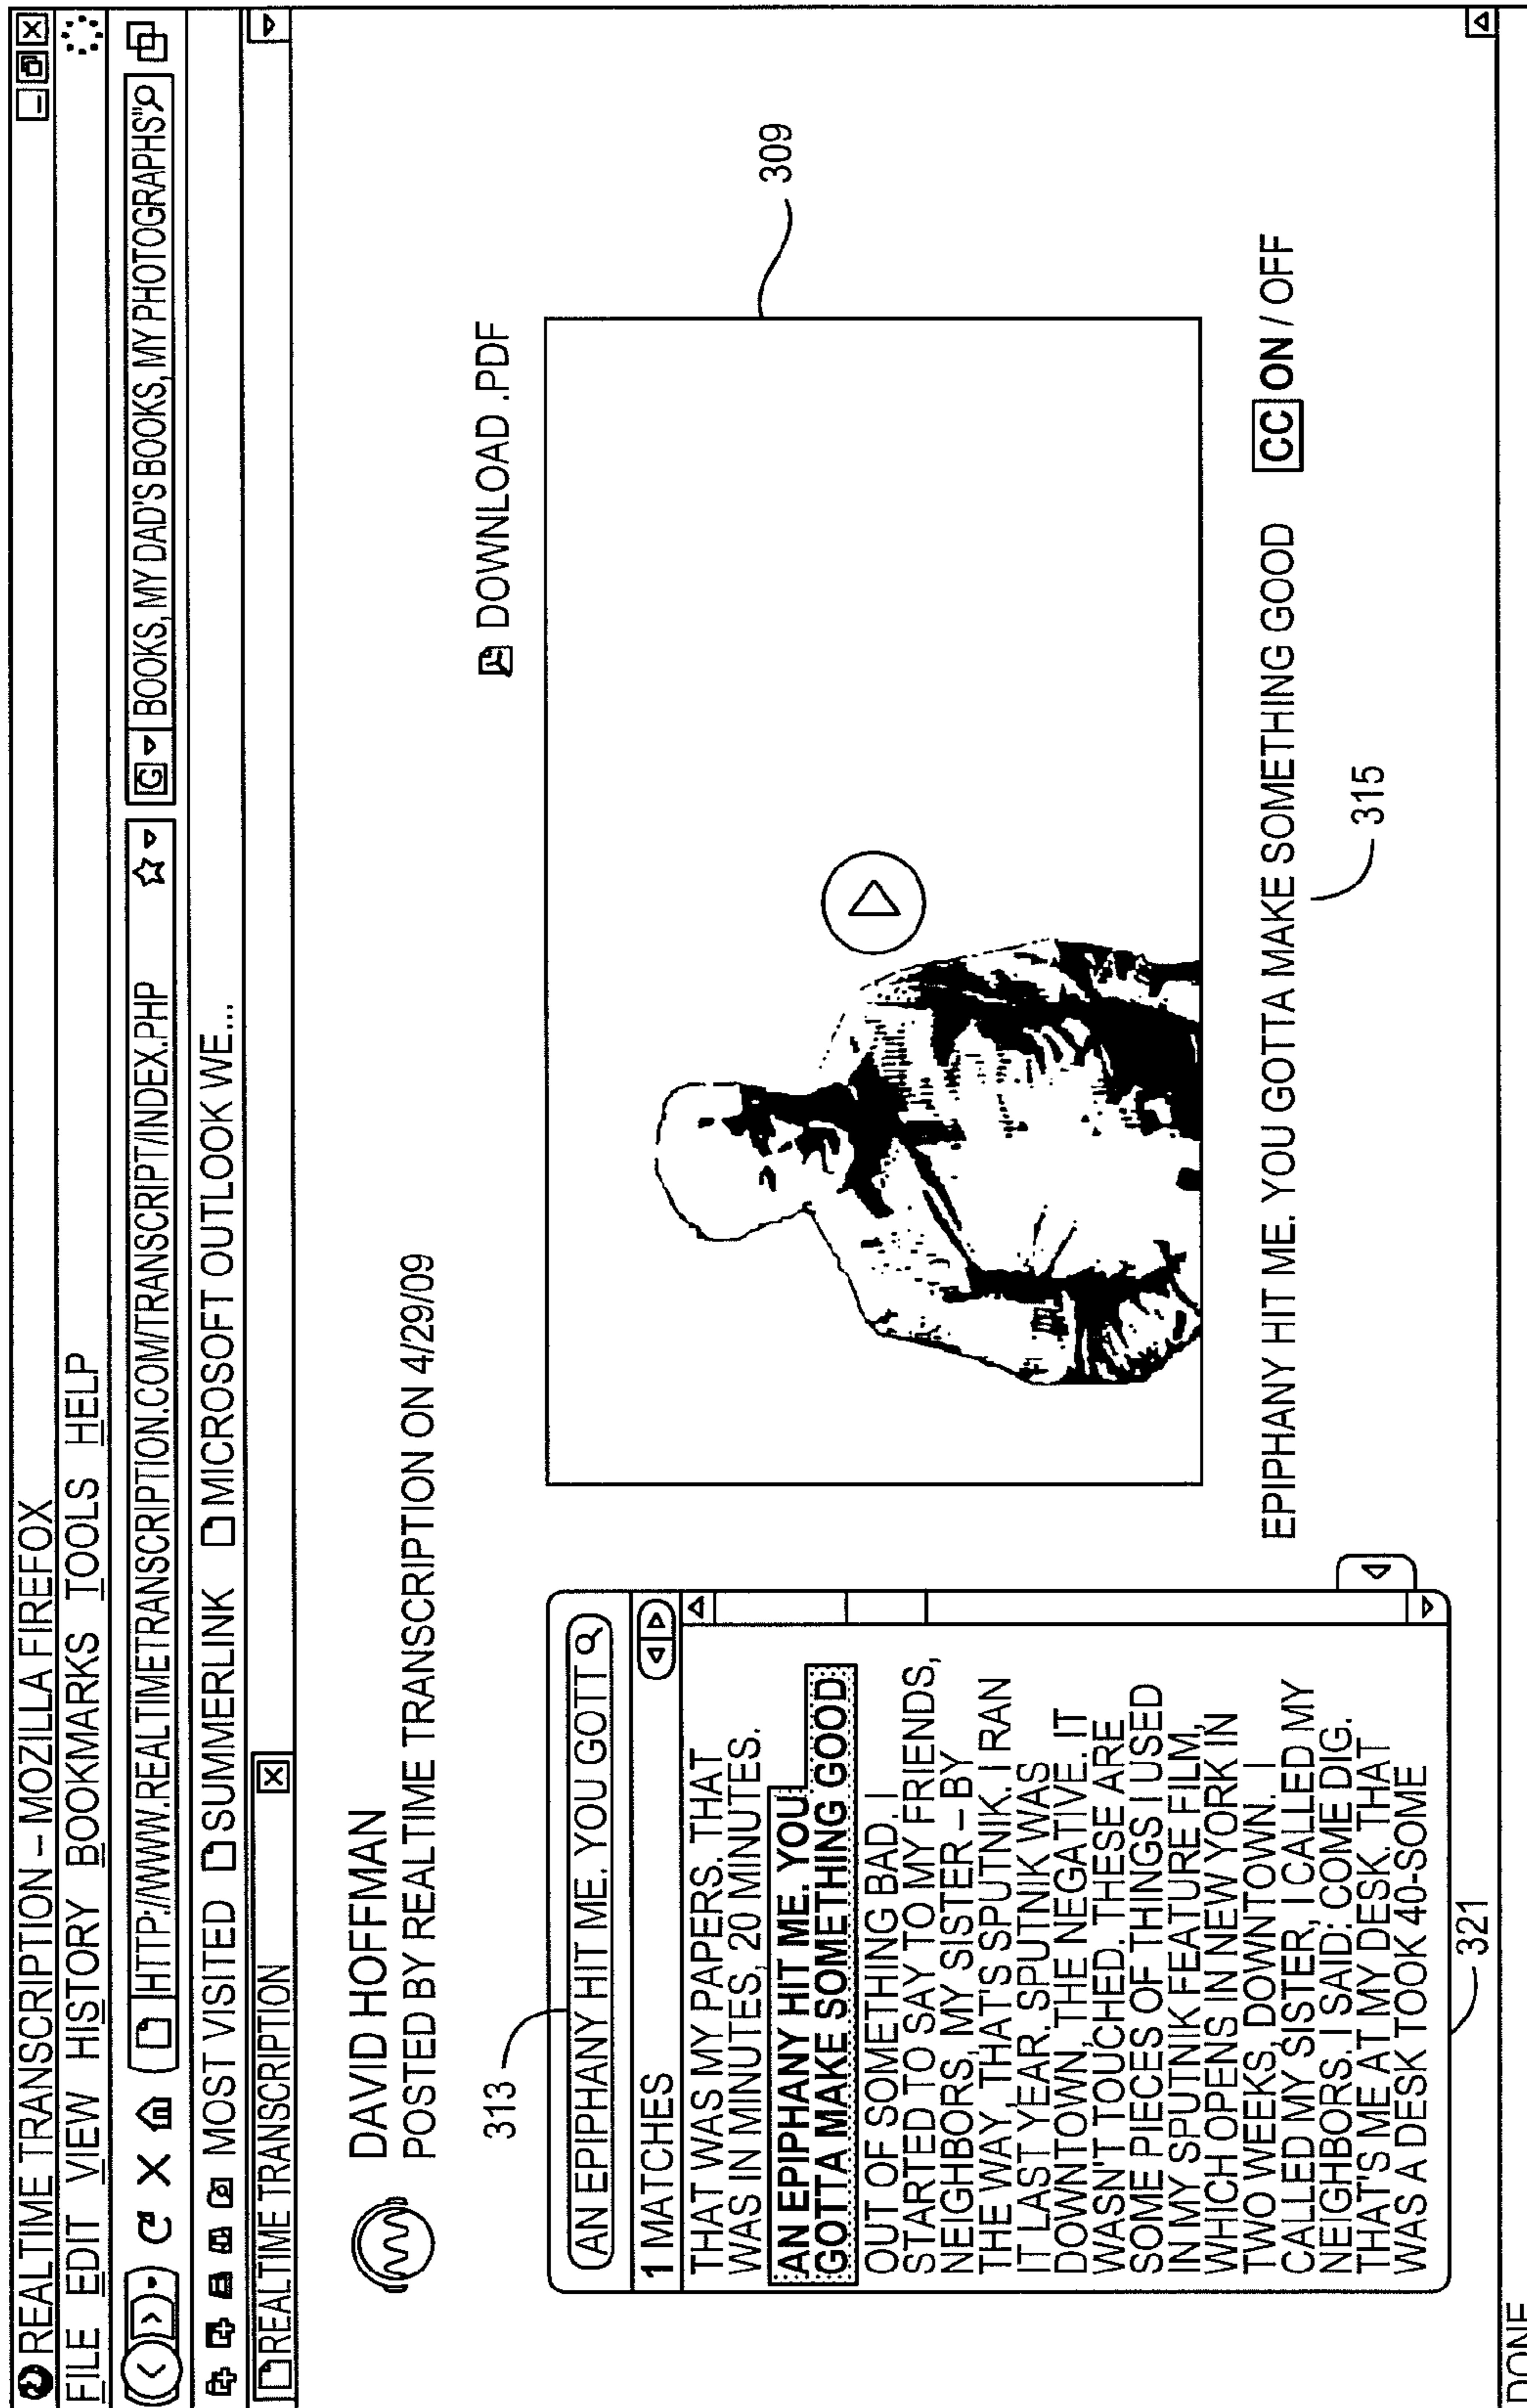 REALTIME TRANSCRIPTION – MOZILLA FIREFOX
FILE EDIT VIEW HISTORY BOOKMARKS TOOLS HELP
HTTP://WWW.REALTIMETRANSCRIPTION.COM/TRANSCRIPT/INDEX.PHP G BOOKS, MY DAD'S BOOKS, MY PHOTOGRAPHS"
MOST VISITED SUMMERLINK MICROSOFT OUTLOOK WE...
REALTIME TRANSCRIPTION
DAVID HOFFMAN
POSTED BY REALTIME TRANSCRIPTION ON 4/29/09
DOWNLOAD .PDF
313
309
AN EPIPHANY HIT ME. YOU GOTT
1 MATCHES
THAT WAS MY PAPERS. THAT
WAS IN MINUTES, 20 MINUTES.
AN EPIPHANY HIT ME. YOU
GOTTA MAKE SOMETHING GOOD
OUT OF SOMETHING BAD. I
STARTED TO SAY TO MY FRIENDS,
NEIGHBORS, MY SISTER – BY
THE WAY, THAT'S SPUTNIK. I RAN
IT LAST YEAR. SPUTNIK WAS
DOWNTOWN, THE NEGATIVE. IT
WASN'T TOUCHED. THESE ARE
SOME PIECES OF THINGS I USED
IN MY SPUTNIK FEATURE FILM,
WHICH OPENS IN NEW YORK IN
TWO WEEKS, DOWNTOWN. I
CALLED MY SISTER, I CALLED MY
NEIGHBORS. I SAID: COME DIG.
THAT'S ME AT MY DESK. THAT
WAS A DESK TOOK 40-SOME
321
EPIPHANY HIT ME. YOU GOTTA MAKE SOMETHING GOOD CC ON / OFF
315
DONE